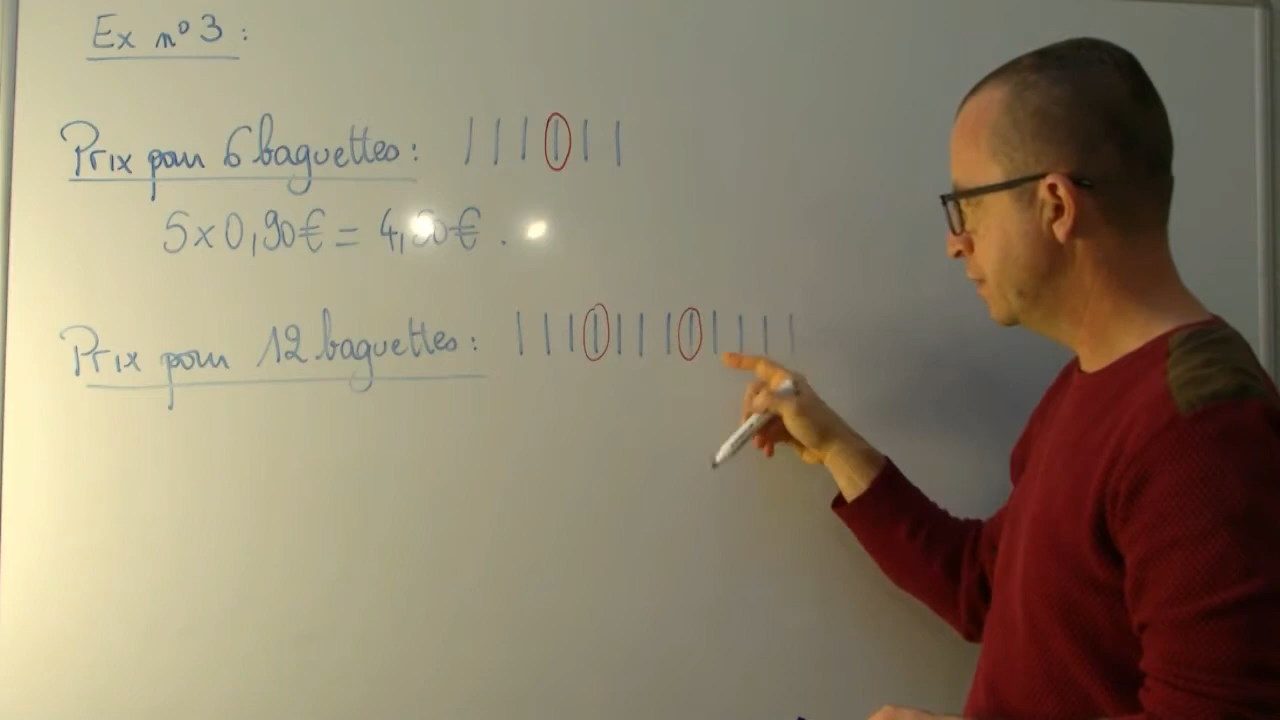 Ex n° 3 :
Prix pour 6 baguettes : | | | | | |
5 x 0,90€ = 4,50€.
Prix pour 12 baguettes : | | | | | | | | | | | |